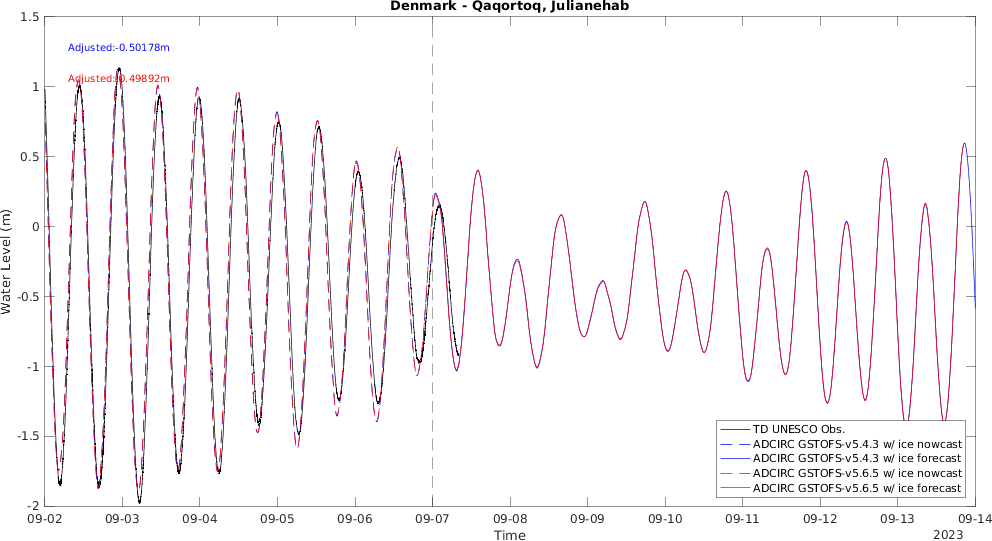 Denmark - Qaqortoq, Julianehab
Adjusted:-0.50178m
Adjusted:-0.49892m
1.5
1
0.5
0
-0.5
-1
-1.5
-2
Water Level (m)
09-02 09-03 09-04 09-05 09-06 09-07 09-08 09-09 09-10 09-11 09-12 09-13 09-14
Time
2023
TD UNESCO Obs.
ADCIRC GSTOFS-v5.4.3 w/ ice nowcast
ADCIRC GSTOFS-v5.4.3 w/ ice forecast
ADCIRC GSTOFS-v5.6.5 w/ ice nowcast
ADCIRC GSTOFS-v5.6.5 w/ ice forecast